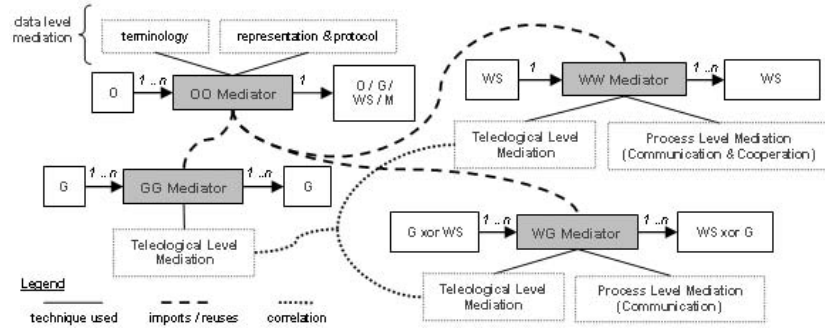 data level
mediation
terminology
representation & protocol
O
1 ..n
OO Mediator
1
O / G /
WS / M
WS
1
WW Mediator
1 ..n
WS
Teleological Level
Mediation
Process Level Mediation
(Communication & Cooperation)
G
1 ..n
GG Mediator
1 ..n
G
Teleological Level
Mediation
G xor WS
1 ..n
WG Mediator
1 ..n
WS xor G
Teleological Level
Mediation
Process Level Mediation
(Communication)
Legend
technique used
imports / reuses
correlation